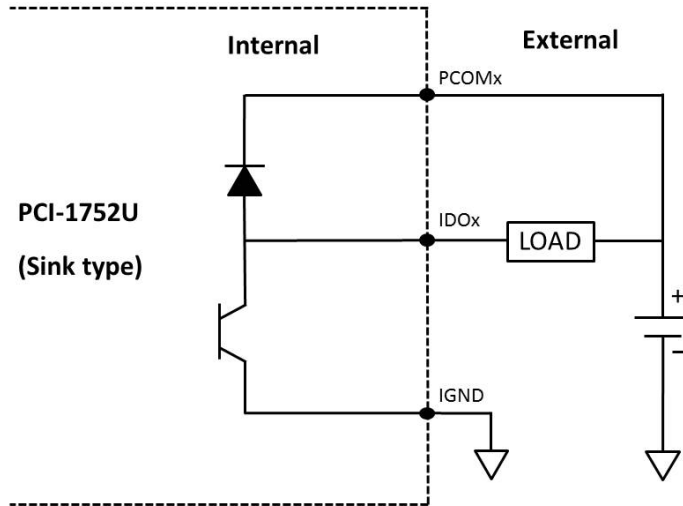 Internal
External
PCOMx
PCI-1752U
(Sink type)
IDOx
LOAD
+
−
IGND